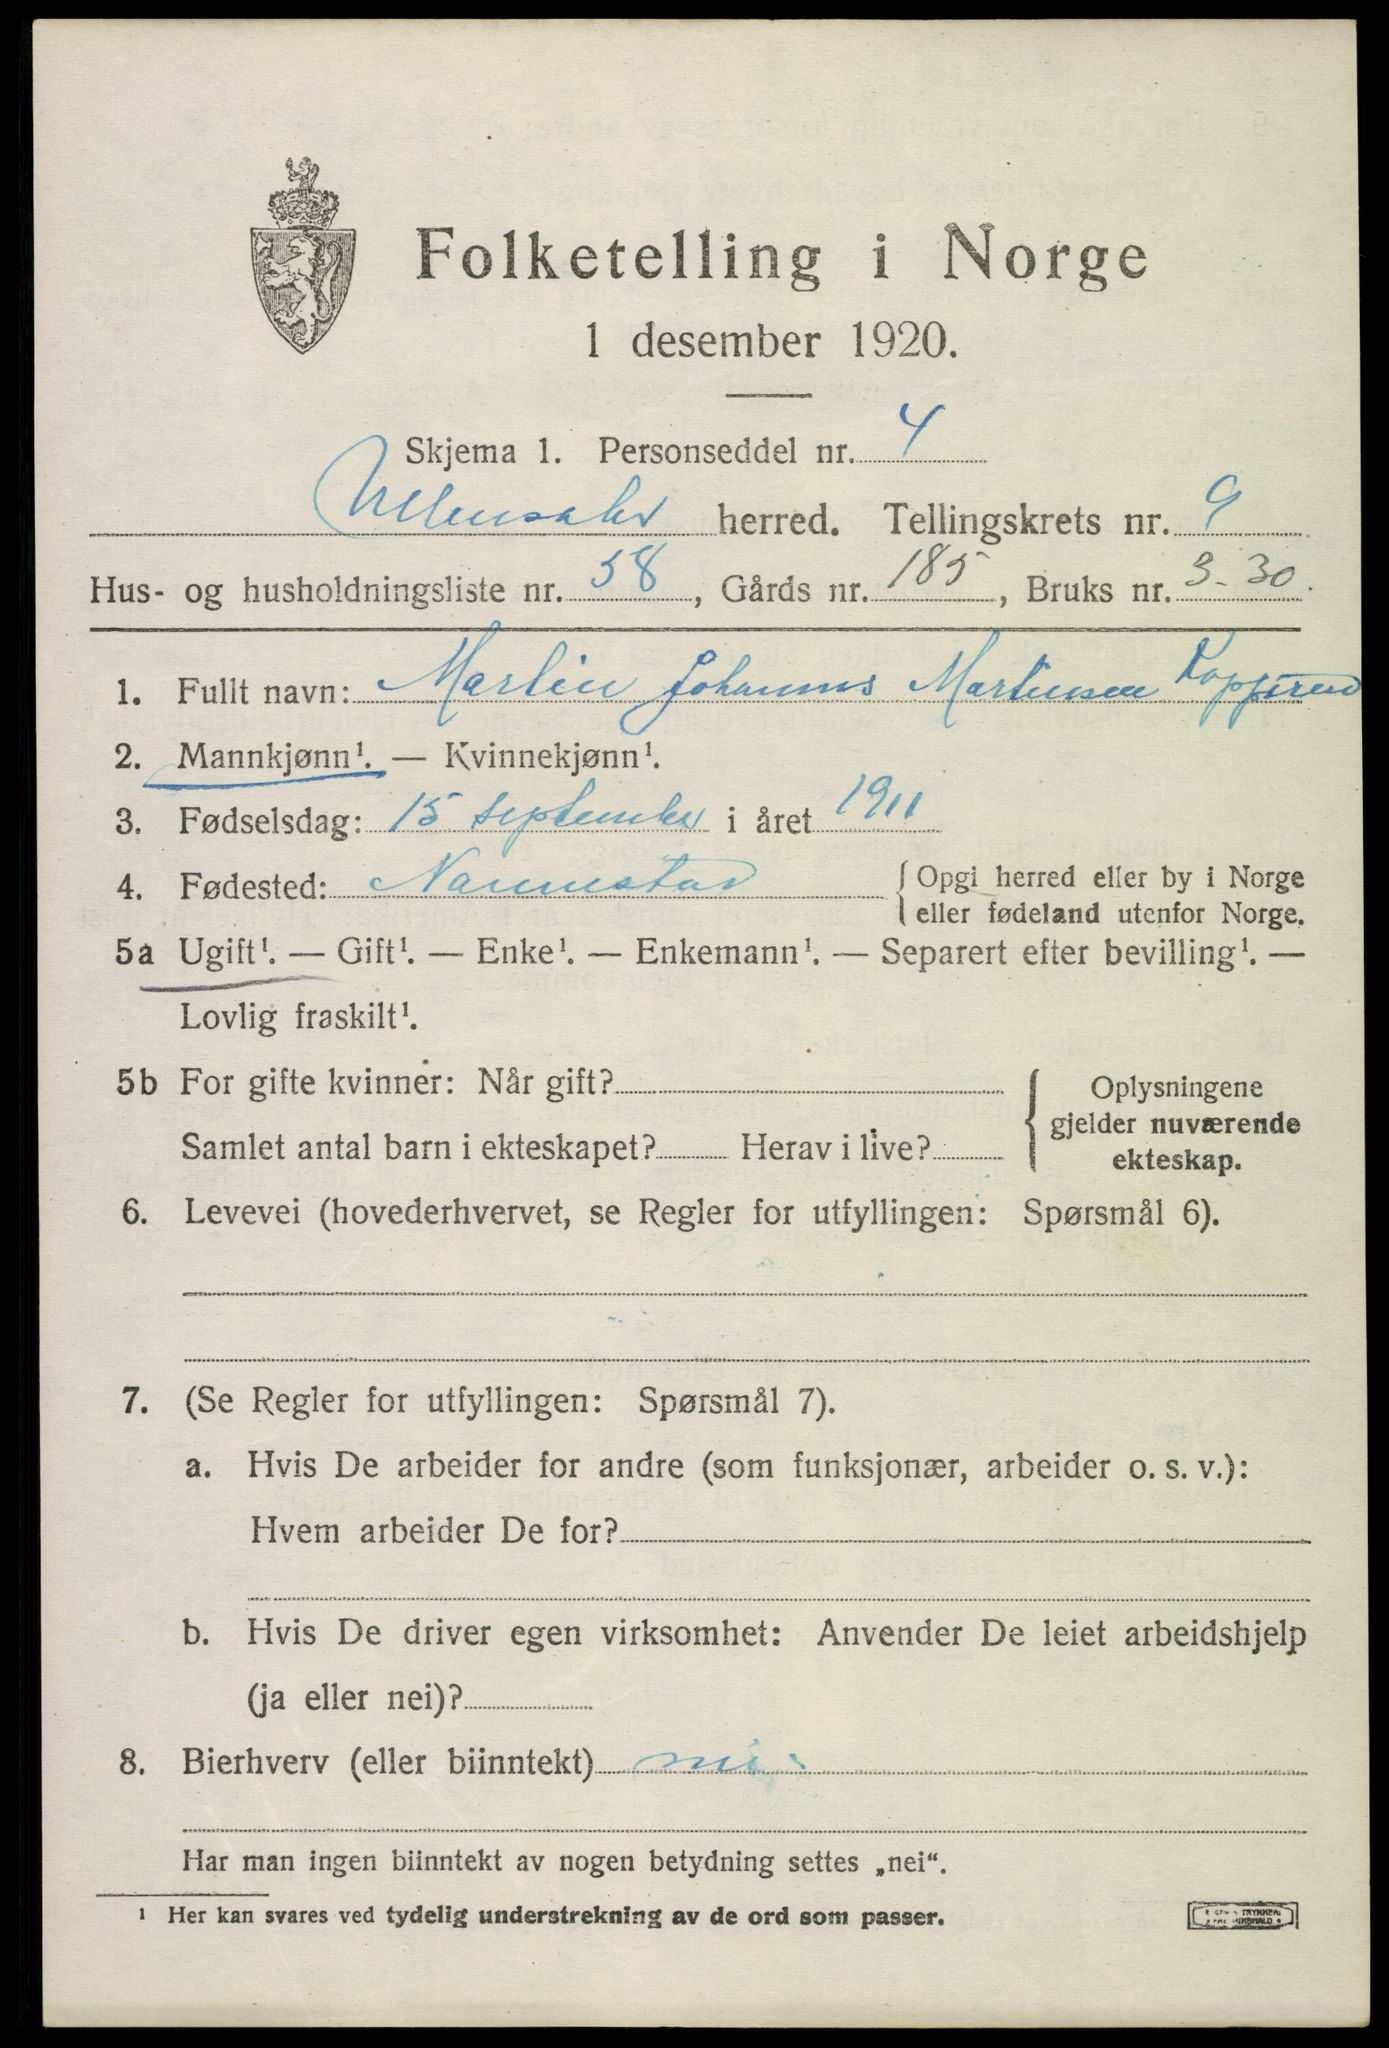 Folketelling i Norge
1 desember 1920.
Skjema 1. Personseddel nr. 4
Ullensaker herred. Tellingskrets nr. 9
Hus- og husholdningsliste nr. 58, Gårds nr. 185, Bruks nr. 3-30.
1. Fullt navn: Martin Johannes Martinsen
2. Mannkjønn¹. — Kvinnekjønn¹.
3. Fødselsdag: 15 september i året 1911
4. Fødested: Nannestad { Opgi herred eller by i Norge
eller fødeland utenfor Norge.
5a Ugift¹. — Gift¹. — Enke¹. — Enkemann¹. — Separert efter bevilling¹. —
Lovlig fraskilt¹.
5b For gifte kvinner: Når gift?
Samlet antal barn i ekteskapet? Herav i live?
Oplysningene
gjelder nuværende
ekteskap.
6. Levevei (hovederhvervet, se Regler for utfyllingen: Spørsmål 6).
7. (Se Regler for utfyllingen: Spørsmål 7).
a. Hvis De arbeider for andre (som funksjonær, arbeider o. s. v.):
Hvem arbeider De for?
b. Hvis De driver egen virksomhet: Anvender De leiet arbeidshjelp
(ja eller nei)?
8. Bierhverv (eller biinntekt) nei
Har man ingen biinntekt av nogen betydning settes „nei“.
¹ Her kan svares ved tydelig understrekning av de ord som passer.